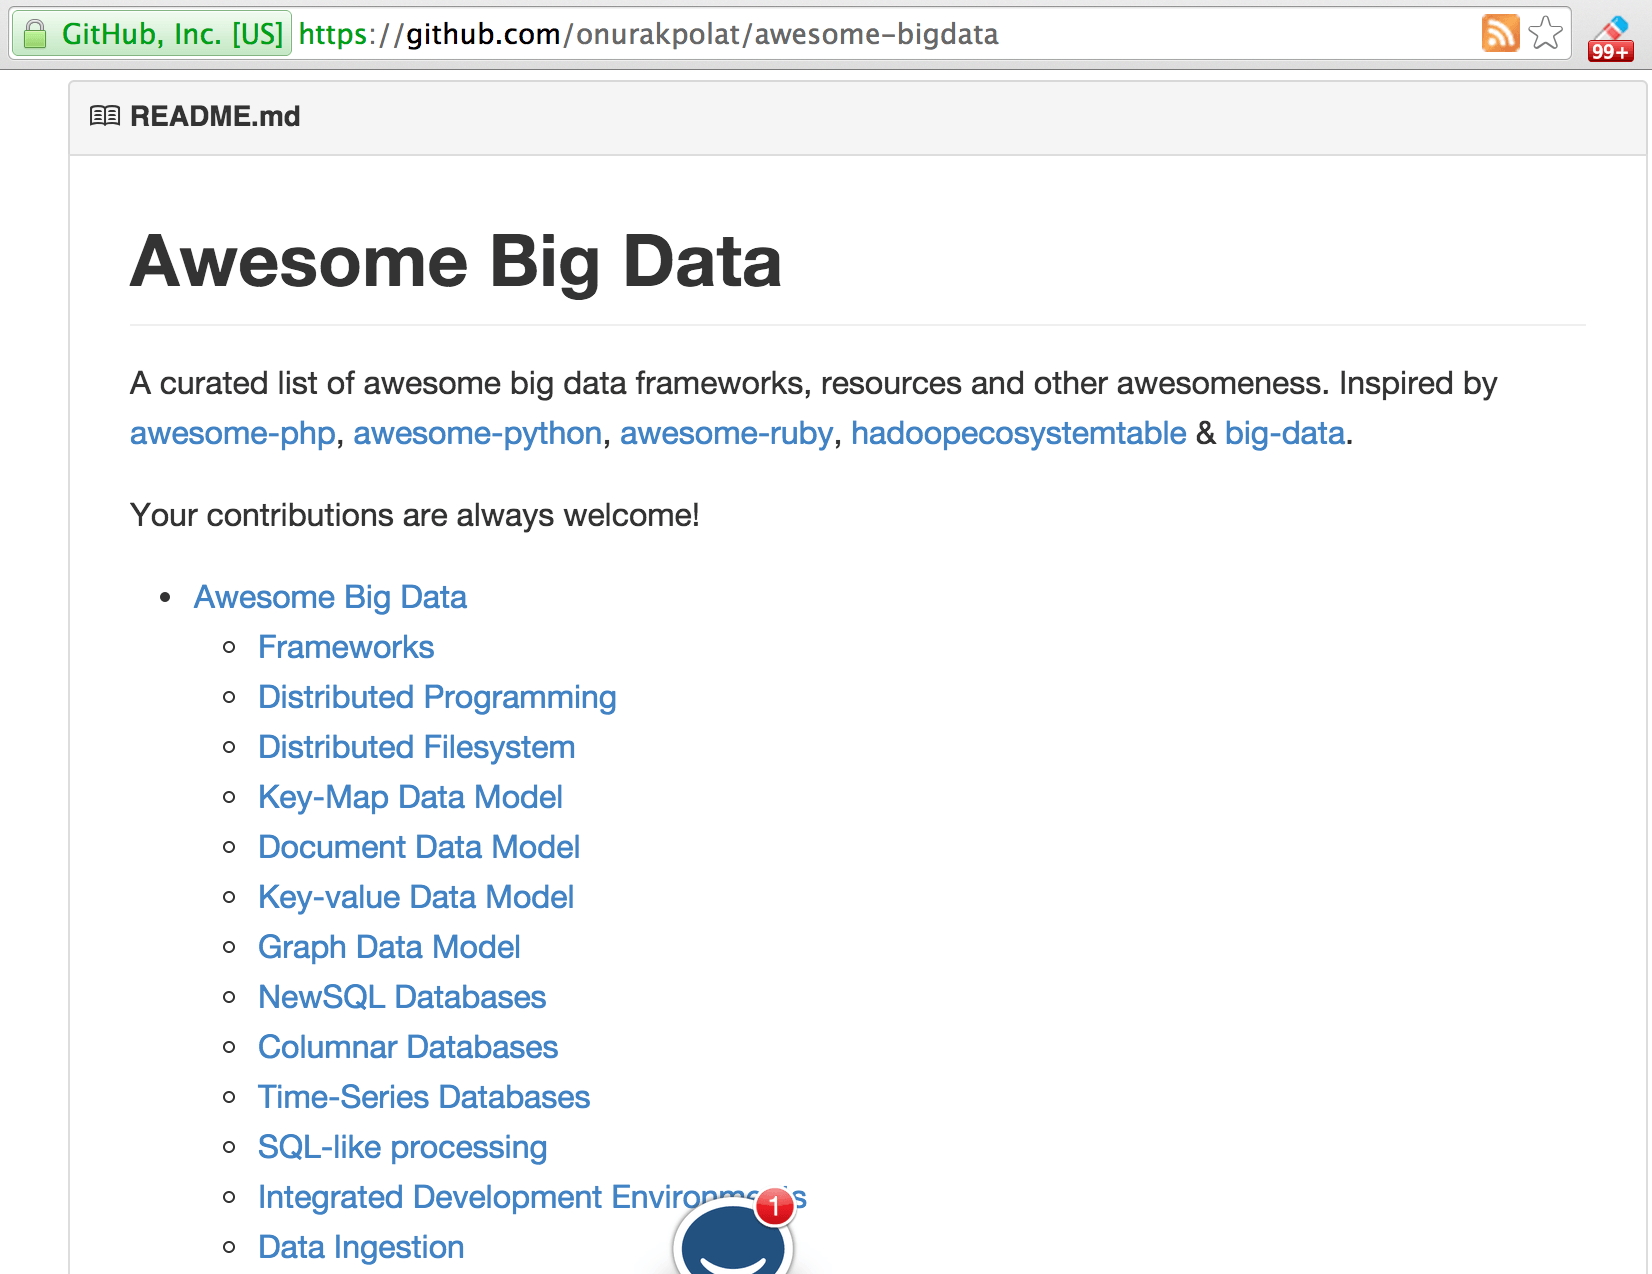 GitHub, Inc. [US] https://github.com/onurakpolat/awesome-bigdata
99+
README.md
Awesome Big Data
A curated list of awesome big data frameworks, resources and other awesomeness. Inspired by
awesome-php, awesome-python, awesome-ruby, hadoopecosystemtable & big-data.
Your contributions are always welcome!
Awesome Big Data
Frameworks
Distributed Programming
Distributed Filesystem
Key-Map Data Model
Document Data Model
Key-value Data Model
Graph Data Model
NewSQL Databases
Columnar Databases
Time-Series Databases
SQL-like processing
Integrated Development Environments
1
Data Ingestion